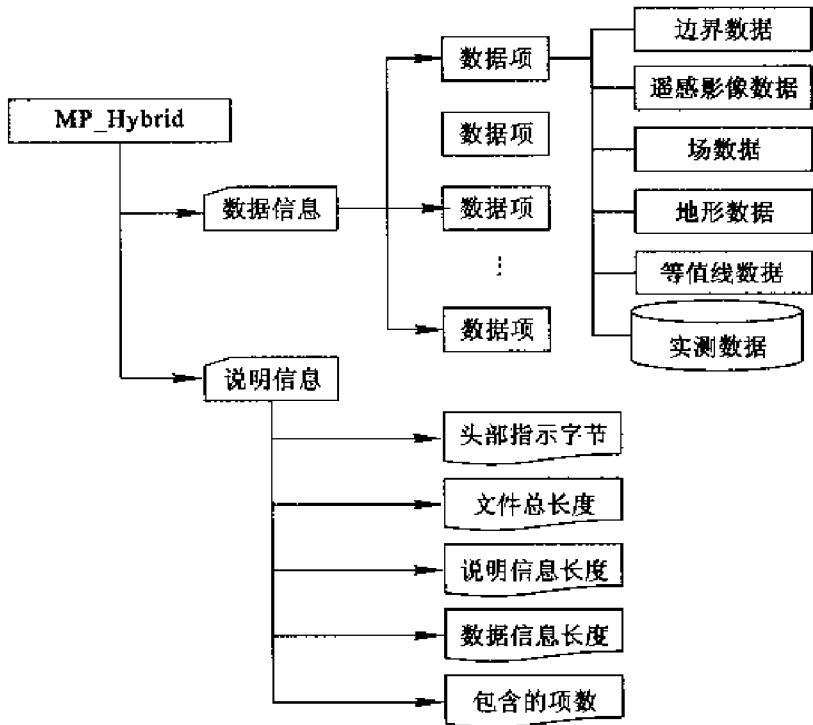 MP_Hybrid
数据信息
数据项
数据项
数据项
⋮
数据项
边界数据
遥感影像数据
场数据
地形数据
等值线数据
实测数据
说明信息
头部指示字节
文件总长度
说明信息长度
数据信息长度
包含的项数